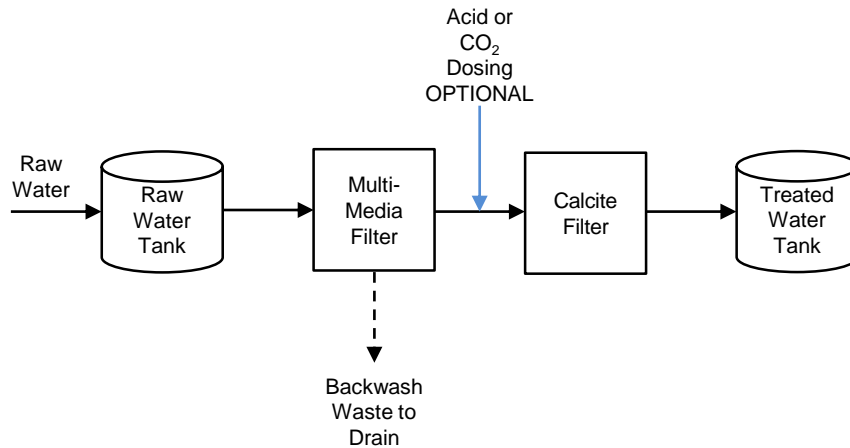 Acid or
CO₂
Dosing
OPTIONAL
Raw
Water
Raw
Water
Tank
Multi-
Media
Filter
Calcite
Filter
Treated
Water
Tank
Backwash
Waste to
Drain